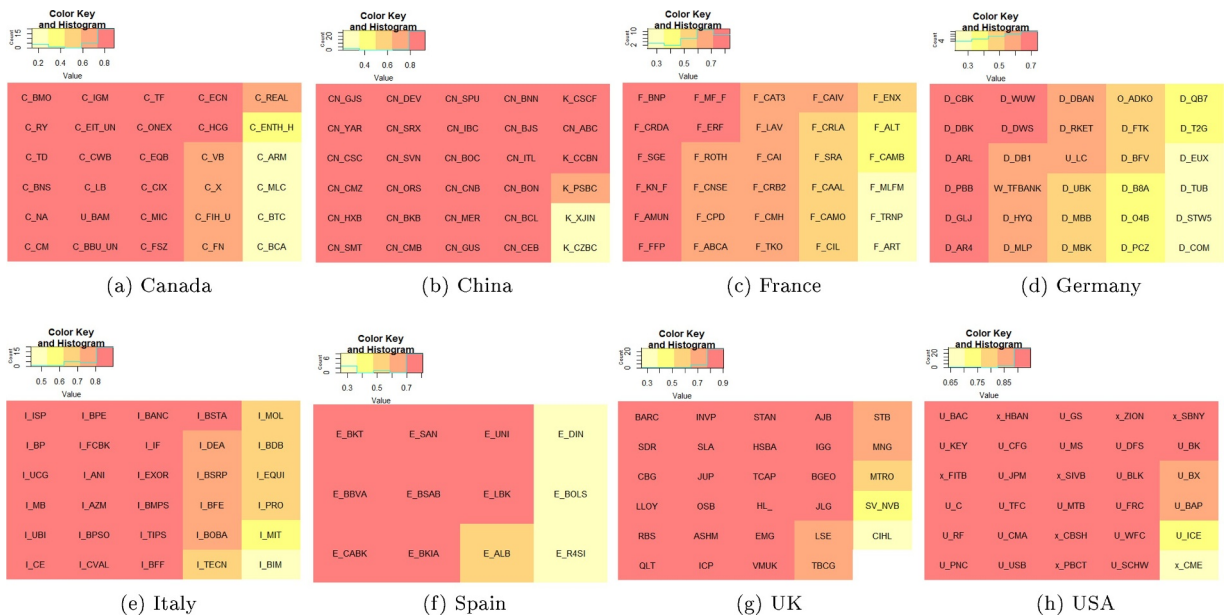 Color Key
and Histogram
Count
0 15
0.2 0.4 0.6 0.8
Value
C_BMO C_IGM C_TF C_ECN C_REAL
C_RY C_EIT_UN C_ONEX C_HCG C_ENTH_H
C_TD C_CWB C_EQB C_VB C_ARM
C_BNS C_LB C_CIX C_X C_MLC
C_NA U_BAM C_MIC C_FIH_U C_BTC
C_CM C_BBU_UN C_FSZ C_FN C_BCA
(a) Canada
Color Key
and Histogram
Count
0 20
0.4 0.6 0.8
Value
CN_GJS CN_DEV CN_SPU CN_BNN K_CSCF
CN_YAR CN_SRX CN_IBC CN_BJS CN_ABC
CN_CSC CN_SVN CN_BOC CN_ITL K_CCBN
CN_CMZ CN_ORS CN_CNB CN_BON K_PSBC
CN_HXB CN_BKB CN_MER CN_BCL K_XJIN
CN_SMT CN_CMB CN_GUS CN_CEB K_CZBC
(b) China
Color Key
and Histogram
Count
2 10
0.3 0.5 0.7
Value
F_BNP F_MF_F F_CAT3 F_CAIV F_ENX
F_CRDA F_ERF F_LAV F_CRLA F_ALT
F_SGE F_ROTH F_CAI F_SRA F_CAMB
F_KN_F F_CNSE F_CRB2 F_CAAL F_MLFM
F_AMUN F_CPD F_CMH F_CAMO F_TRNP
F_FFP F_ABCA F_TKO F_CIL F_ART
(c) France
Color Key
and Histogram
Count
4
0.3 0.5 0.7
Value
D_CBK D_WUW D_DBAN O_ADKO D_QB7
D_DBK D_DWS D_RKET D_FTK D_T2G
D_ARL D_DB1 U_LC D_BFV D_EUX
D_PBB W_TFBANK D_UBK D_B8A D_TUB
D_GLJ D_HYQ D_MBB D_O4B D_STW5
D_AR4 D_MLP D_MBK D_PCZ D_COM
(d) Germany
Color Key
and Histogram
Count
0 15
0.5 0.6 0.7 0.8
Value
I_ISP I_BPE I_BANC I_BSTA I_MOL
I_BP I_FCBK I_IF I_DEA I_BDB
I_UCG I_ANI I_EXOR I_BSRP I_EQUI
I_MB I_AZM I_BMPS I_BFE I_PRO
I_UBI I_BPSO I_TIPS I_BOBA I_MIT
I_CE I_CVAL I_BFF I_TECN I_BIM
(e) Italy
Color Key
and Histogram
Count
0 6
0.3 0.5 0.7
Value
E_BKT E_SAN E_UNI E_DIN
E_BBVA E_BSAB E_LBK E_BOLS
E_CABK E_BKIA E_ALB E_R4SI
(f) Spain
Color Key
and Histogram
Count
0 20
0.3 0.5 0.7 0.9
Value
BARC INVP STAN AJB STB
SDR SLA HSBA IGG MNG
CBG JUP TCAP BGEO MTRO
LLOY OSB HL_ JLG SV_NVB
RBS ASHM EMG LSE CIHL
QLT ICP VMUK TBCG
(g) UK
Color Key
and Histogram
Count
0 20
0.65 0.75 0.85
Value
U_BAC x_HBAN U_GS x_ZION x_SBNY
U_KEY U_CFG U_MS U_DFS U_BK
x_FITB U_JPM x_SIVB U_BLK U_BX
U_C U_TFC U_MTB U_FRC U_BAP
U_RF U_CMA x_CBSH U_WFC U_ICE
U_PNC U_USB x_PBCT U_SCHW x_CME
(h) USA